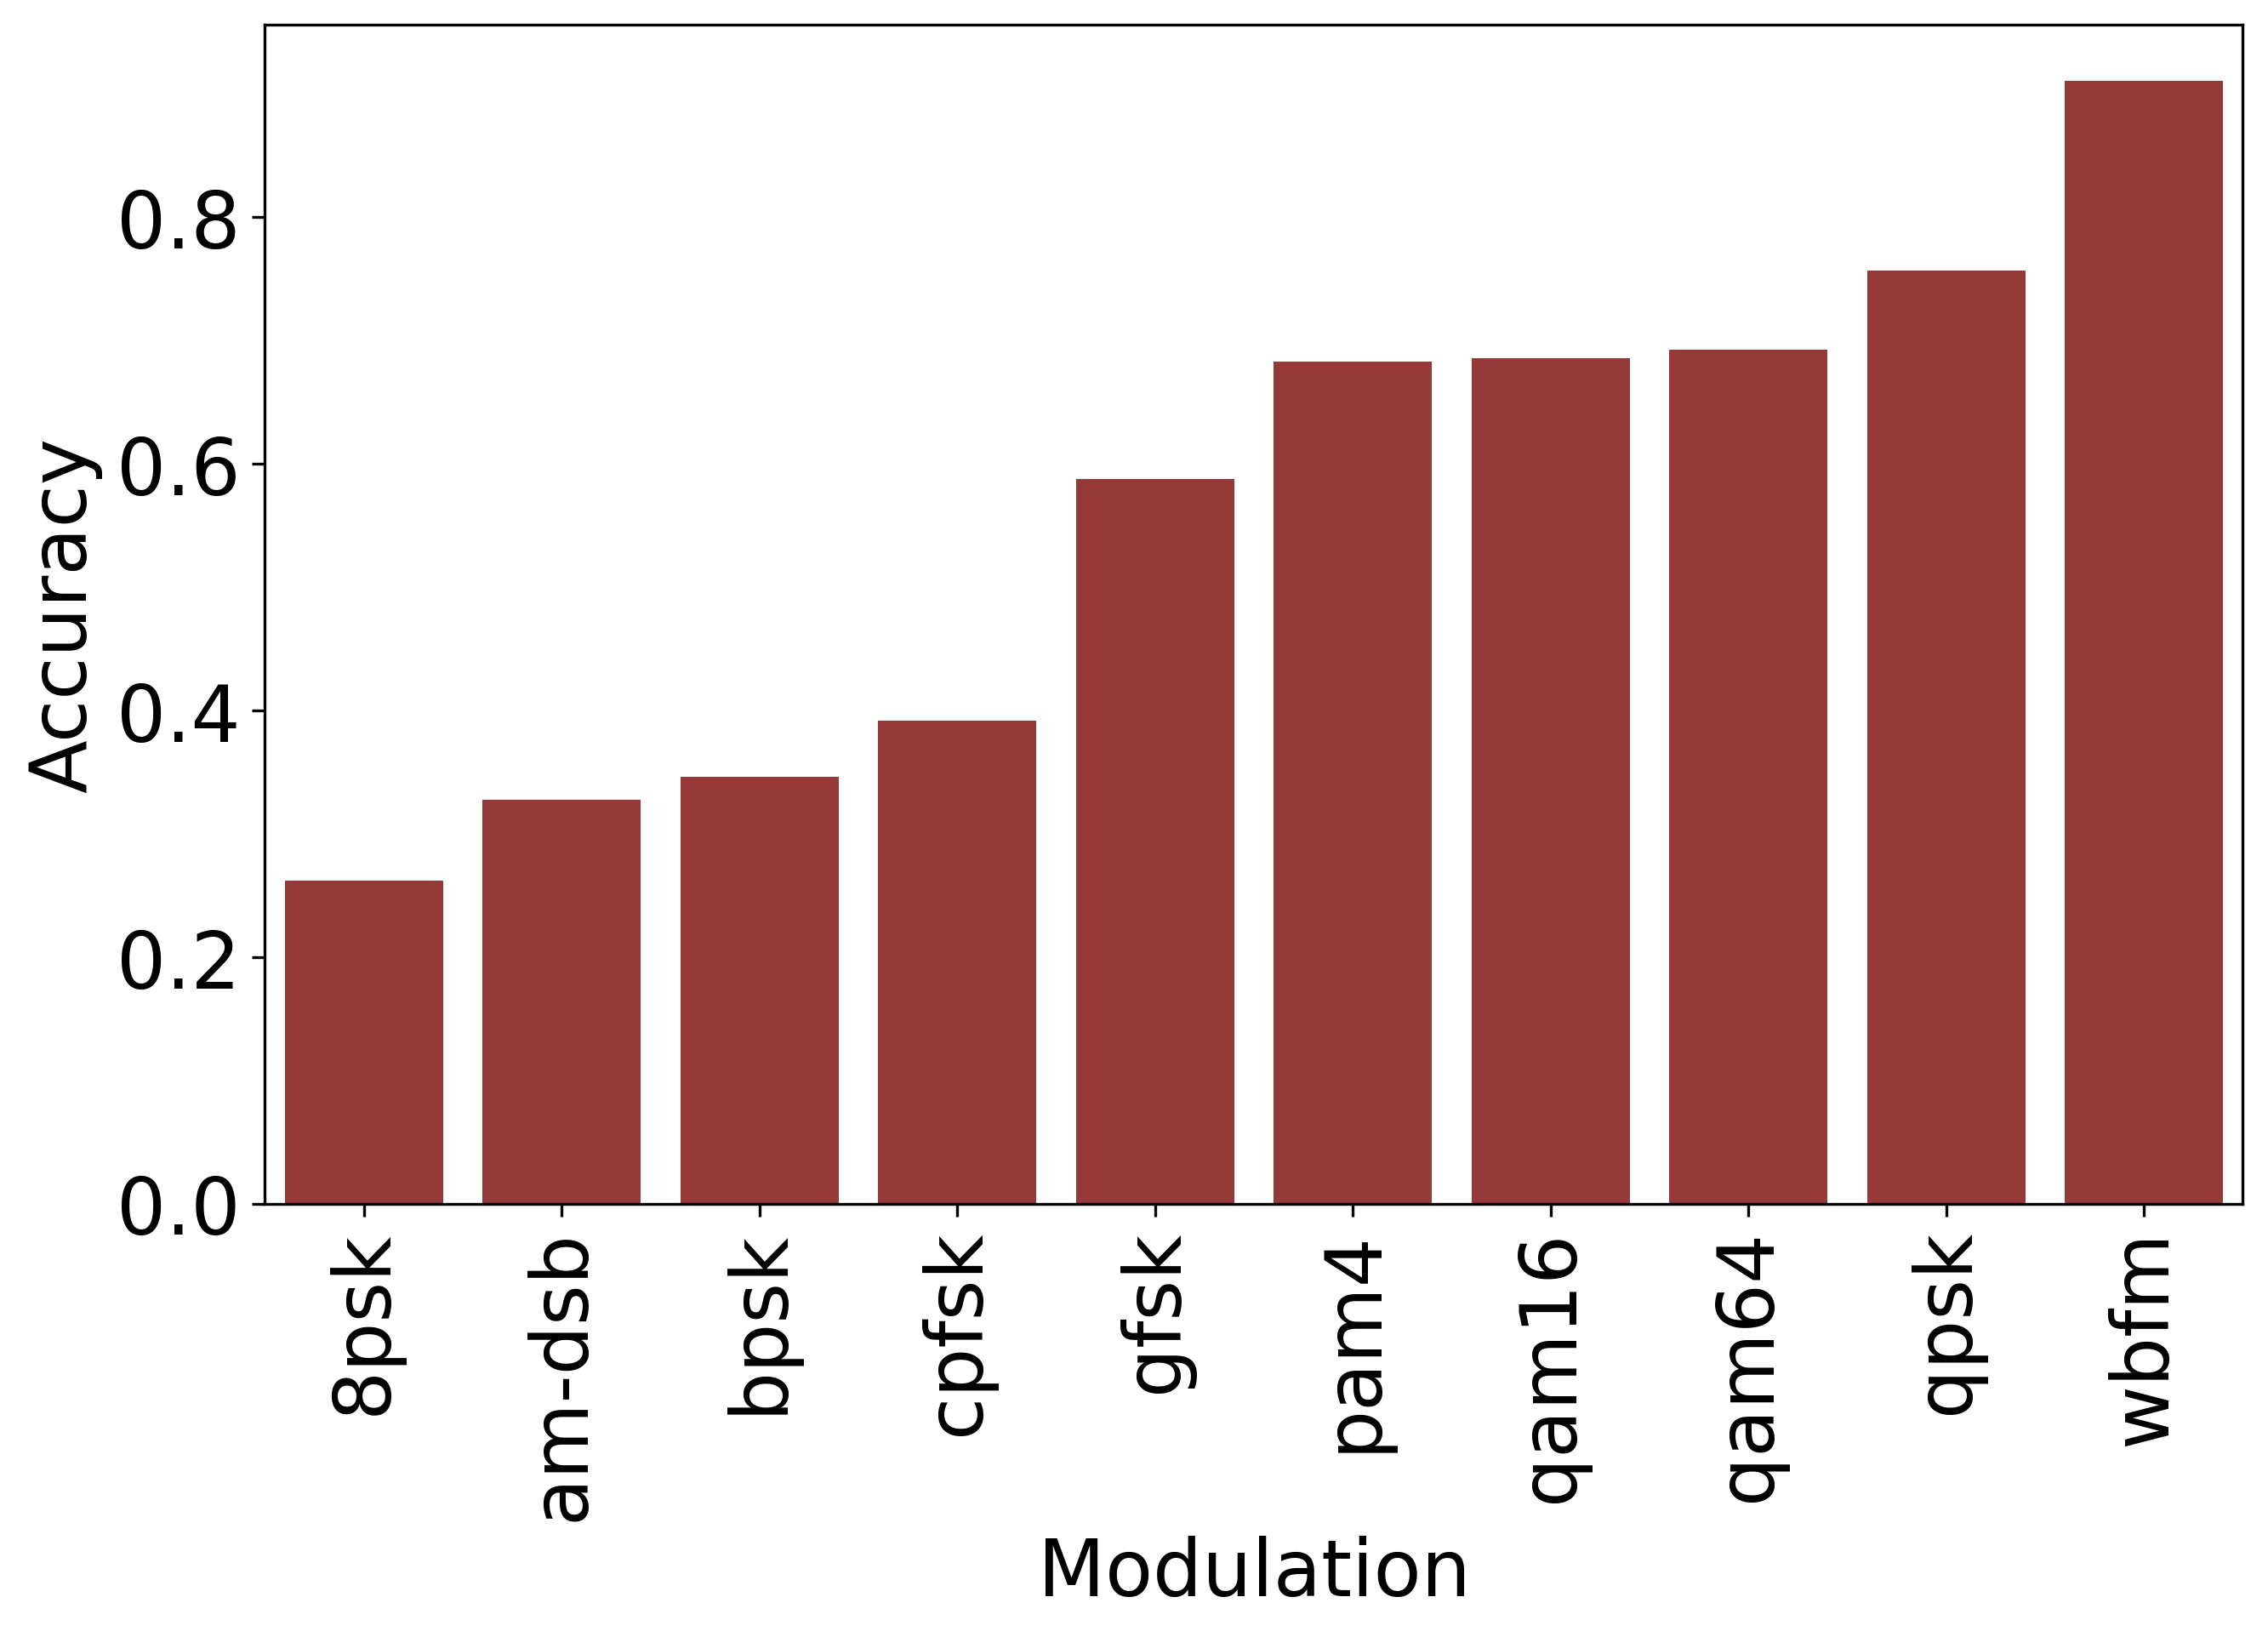 Accuracy
0.8
0.6
0.4
0.2
0.0
8psk
am-dsb
bpsk
cpfsk
gfsk
pam4
qam16
qam64
qpsk
wbfm
Modulation